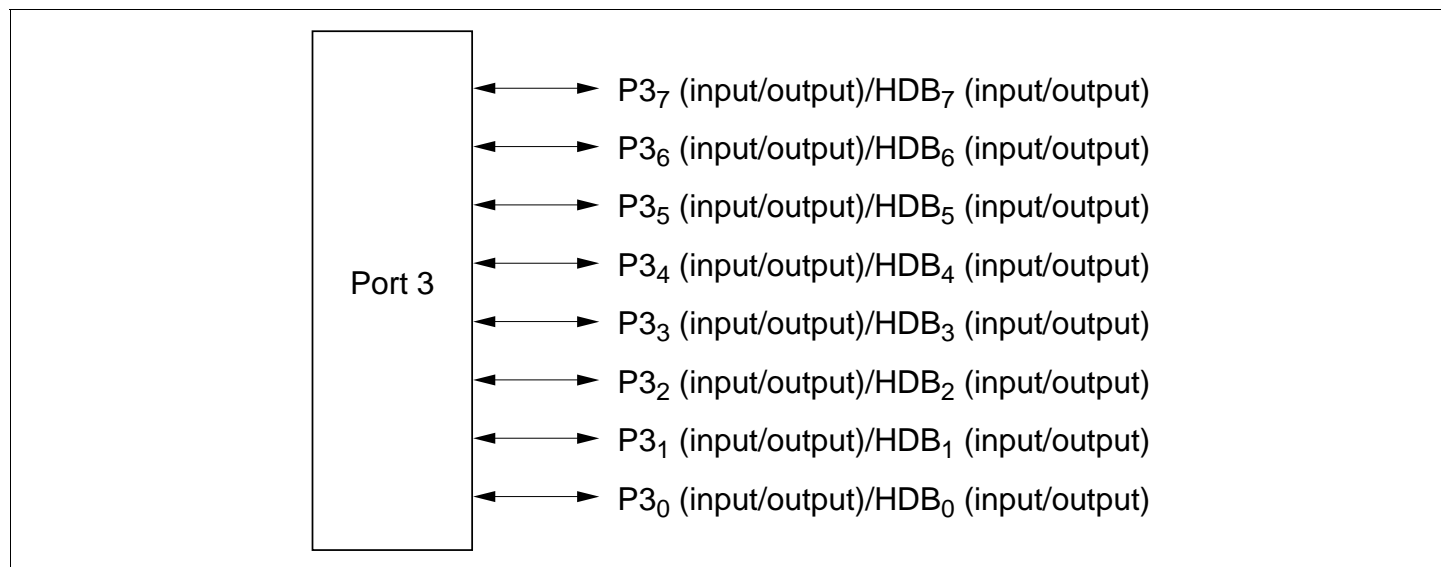 P3₇ (input/output)/HDB₇ (input/output)
P3₆ (input/output)/HDB₆ (input/output)
P3₅ (input/output)/HDB₅ (input/output)
P3₄ (input/output)/HDB₄ (input/output)
Port 3
P3₃ (input/output)/HDB₃ (input/output)
P3₂ (input/output)/HDB₂ (input/output)
P3₁ (input/output)/HDB₁ (input/output)
P3₀ (input/output)/HDB₀ (input/output)